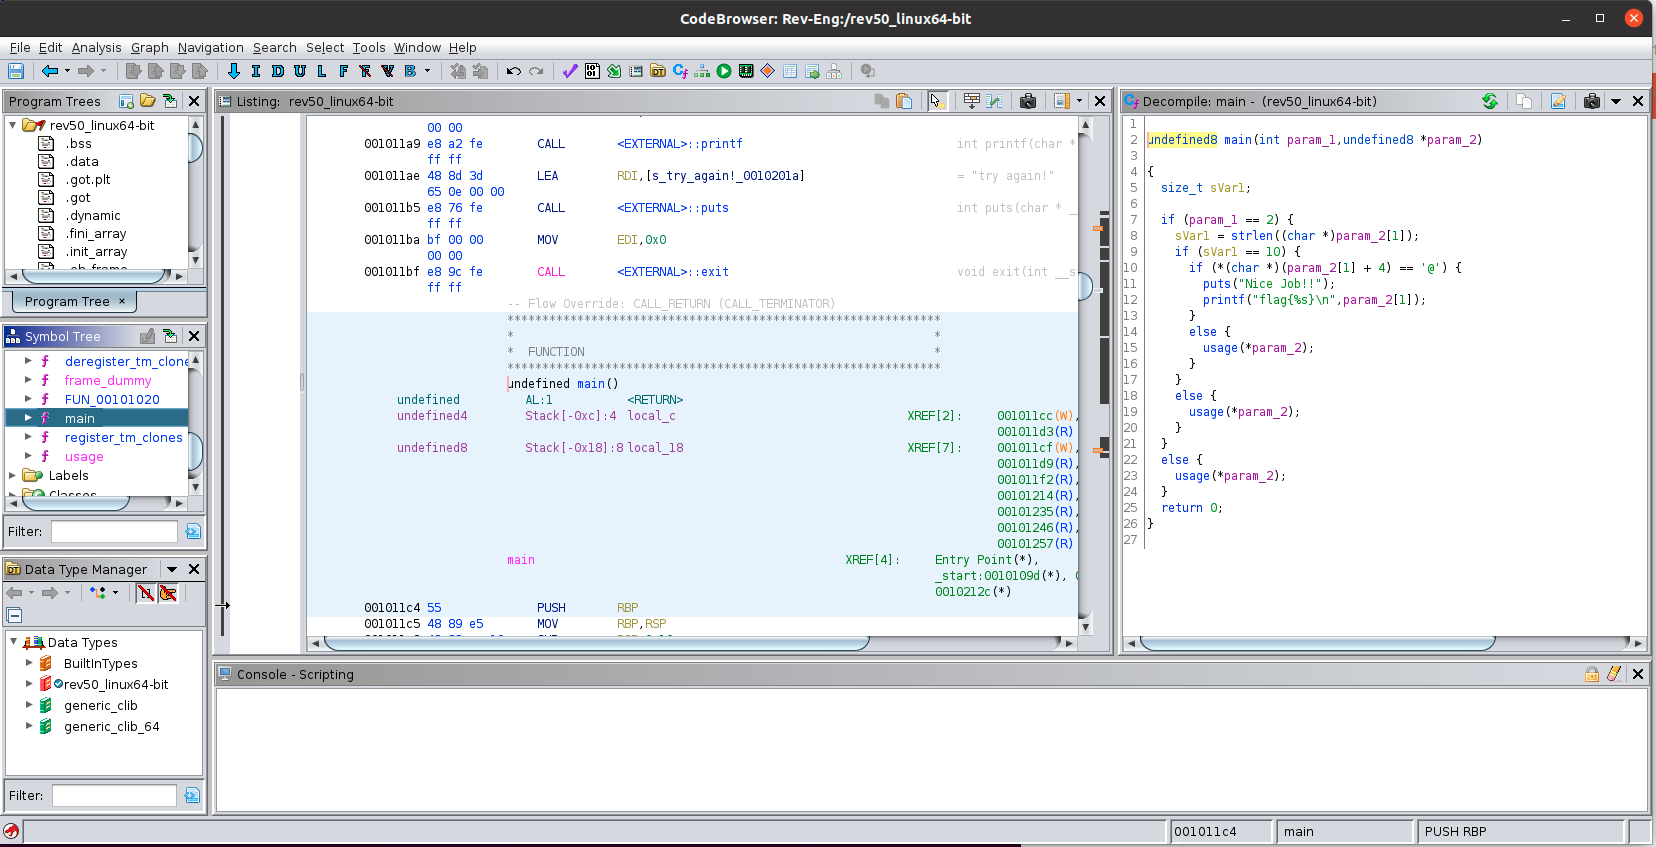 CodeBrowser: Rev-Eng:/rev50_linux64-bit
File Edit Analysis Graph Navigation Search Select Tools Window Help
I D U L F B
Program Trees
rev50_linux64-bit
.bss
.data
.got.plt
.got
.dynamic
.fini_array
.init_array
Program Tree ×
Symbol Tree
f deregister_tm_clone
f frame_dummy
f FUN_00101020
f main
f register_tm_clones
f usage
Labels
Classes
Filter:
Data Type Manager
Data Types
BuiltInTypes
rev50_linux64-bit
generic_clib
generic_clib_64
Filter:
Listing: rev50_linux64-bit
00 00
001011a9 e8 a2 fe CALL <EXTERNAL>::printf int printf(char *
ff ff
001011ae 48 8d 3d LEA RDI,[s_try_again!_0010201a] = "try again!"
65 0e 00 00
001011b5 e8 76 fe CALL <EXTERNAL>::puts int puts(char * __
ff ff
001011ba bf 00 00 MOV EDI,0x0
00 00
001011bf e8 9c fe CALL <EXTERNAL>::exit void exit(int __s
ff ff
-- Flow Override: CALL_RETURN (CALL_TERMINATOR)
**************************************************************
* *
* FUNCTION *
**************************************************************
undefined main()
undefined AL:1 <RETURN>
undefined4 Stack[-0xc]:4 local_c XREF[2]: 001011cc(W),
001011d3(R)
undefined8 Stack[-0x18]:8 local_18 XREF[7]: 001011cf(W),
001011d9(R),
001011f2(R),
00101214(R),
00101235(R),
00101246(R),
00101257(R)
main XREF[4]: Entry Point(*),
_start:0010109d(*),
0010212c(*)
001011c4 55 PUSH RBP
001011c5 48 89 e5 MOV RBP,RSP
Decompile: main - (rev50_linux64-bit)
1
2 undefined8 main(int param_1,undefined8 *param_2)
3
4 {
5 size_t sVar1;
6
7 if (param_1 == 2) {
8 sVar1 = strlen((char *)param_2[1]);
9 if (sVar1 == 10) {
10 if (*(char *)(param_2[1] + 4) == '@') {
11 puts("Nice Job!!");
12 printf("flag{%s}\n",param_2[1]);
13 }
14 else {
15 usage(*param_2);
16 }
17 }
18 else {
19 usage(*param_2);
20 }
21 }
22 else {
23 usage(*param_2);
24 }
25 return 0;
26 }
27
Console - Scripting
001011c4 main PUSH RBP